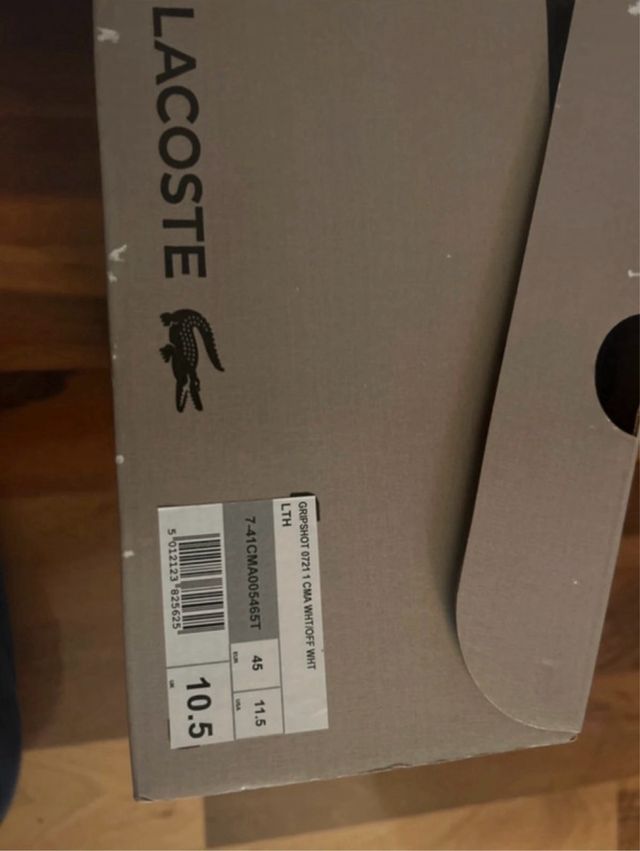 LACOSTE
GRIPSHOT 0721 1 CMA WHT/OFF WHT
LTH
7-41CMA005465T
EUR
45
USA
11.5
5 012123 825625
UK
10.5